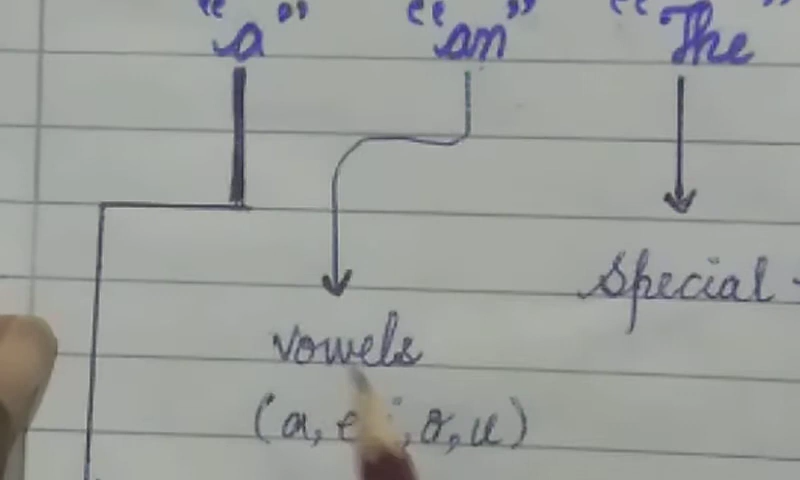 "a" "an" "The"
Special
vowels
(a, e, o, u)